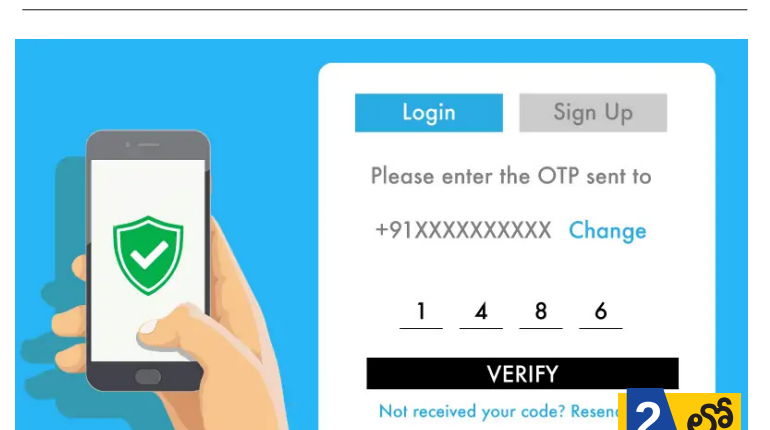 Login Sign Up
Please enter the OTP sent to
+91XXXXXXXXXX Change
1 4 8 6
VERIFY
Not received your code?
2 లో